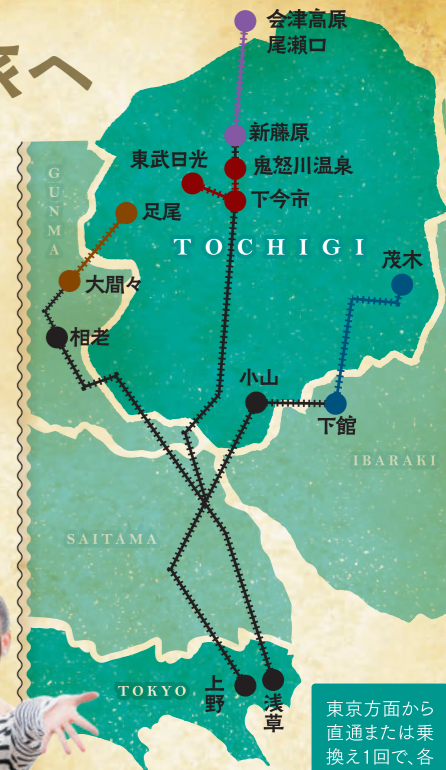 旅へ
会津高原
尾瀬口
新藤原
鬼怒川温泉
東武日光
下今市
足尾
GUNMA
TOCHIGI
茂木
大間々
相老
小山
下館
IBARAKI
SAITAMA
TOKYO
上野
浅草
東京方面から
直通または乗
換え1回で、各